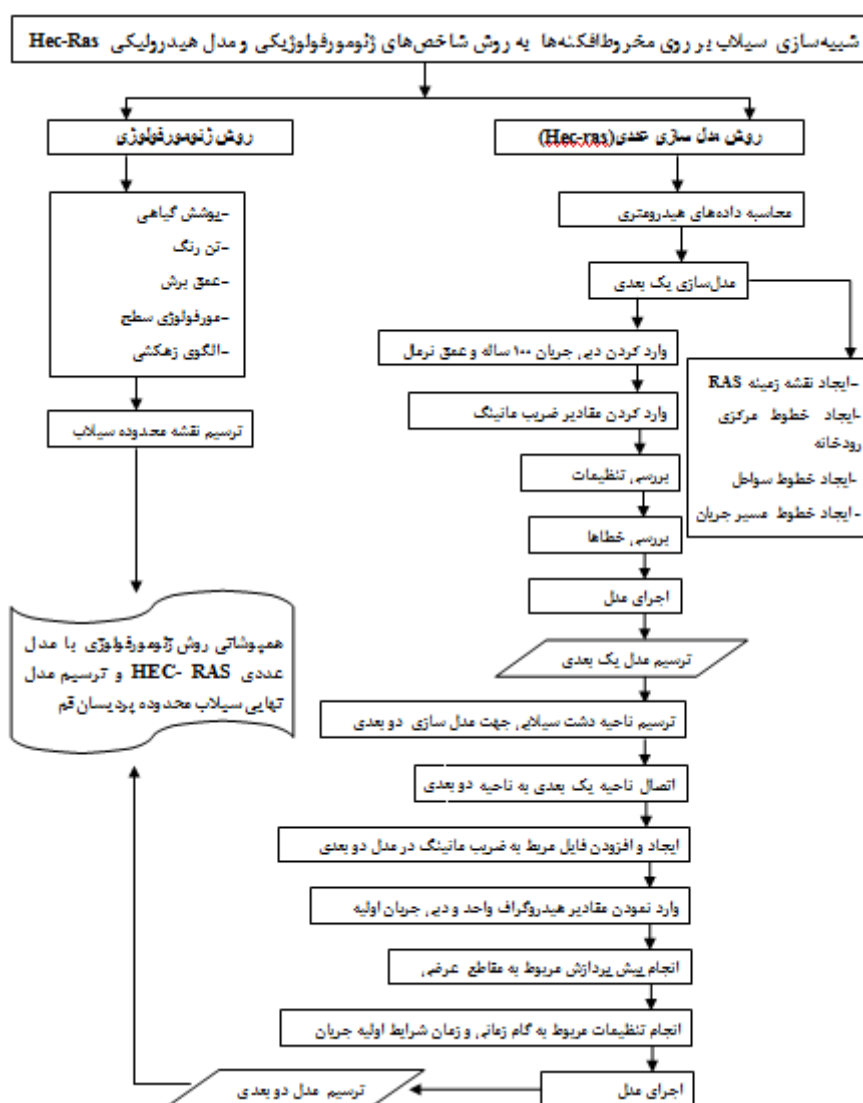 شبیه‌سازی سیلاب بر روی مخروط‌افکنه‌ها به روش شاخص‌های ژئومورفولوژیکی و مدل هیدرولیکی Hec-Ras
روش مدل سازی عددی(Hec-ras)
محاسبه داده‌های هیدرومتری
مدل‌سازی یک بعدی
-ایجاد نقشه زمینه RAS
-ایجاد خطوط مرکزی
رودخانه
-ایجاد خطوط سواحل
-ایجاد خطوط مسیر جریان
وارد کردن دبی جریان ۱۰۰ ساله و عمق نرمال
وارد کردن مقادیر ضریب مانینگ
بررسی تنظیمات
بررسی خطاها
اجرای مدل
ترسیم مدل یک بعدی
ترسیم ناحیه دشت سیلابی جهت مدل سازی دو بعدی
اتصال ناحیه یک بعدی به ناحیه دو بعدی
ایجاد و افزودن فایل مربط به ضریب مانینگ در مدل دو بعدی
وارد نمودن مقادیر هیدروگراف واحد و دبی جریان اولیه
انجام پیش پردازش مربوط به مقاطع عرضی
انجام تنظیمات مربوط به گام زمانی و زمان شرایط اولیه جریان
اجرای مدل
ترسیم مدل دو بعدی
روش ژئومورفولوژی
-پوشش گیاهی
-تن رنگ
-عمق برش
-مورفولوژی سطح
-الگوی زهکشی
ترسیم نقشه محدوده سیلاب
همپوشانی روش ژئومورفولوژی با مدل
عددی HEC- RAS و ترسیم مدل
نهایی سیلاب محدوده پردیسان قم